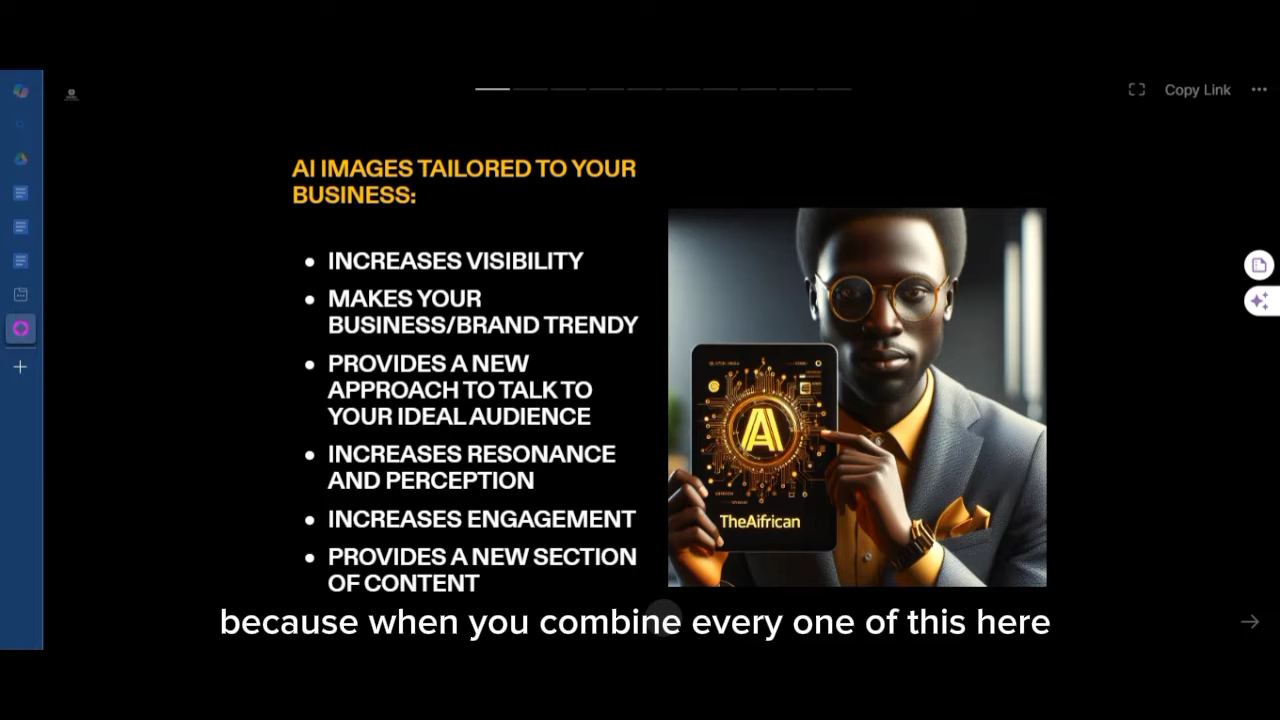 Copy Link
AI IMAGES TAILORED TO YOUR
BUSINESS:
INCREASES VISIBILITY
MAKES YOUR
BUSINESS/BRAND TRENDY
PROVIDES A NEW
APPROACH TO TALK TO
YOUR IDEAL AUDIENCE
INCREASES RESONANCE
AND PERCEPTION
INCREASES ENGAGEMENT
PROVIDES A NEW SECTION
OF CONTENT
A
TheAifrican
because when you combine every one of this here